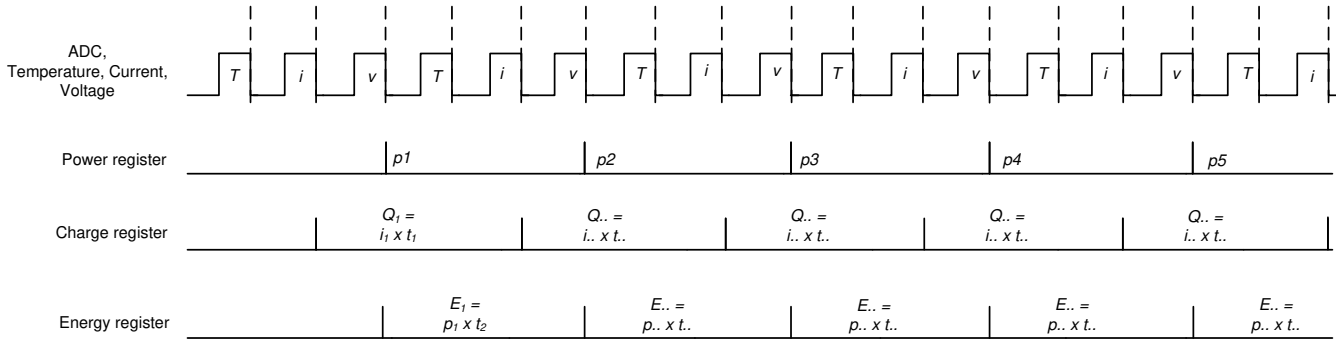 ADC,
Temperature, Current,
Voltage
T i v T i v T i v T i v T i v T i
Power register
p1 p2 p3 p4 p5
Charge register
Q1 = Q.. = Q.. = Q.. = Q.. =
i1 x t1 i.. x t.. i.. x t.. i.. x t.. i.. x t..
Energy register
E1 = E.. = E.. = E.. = E.. =
p1 x t2 p.. x t.. p.. x t.. p.. x t.. p.. x t..